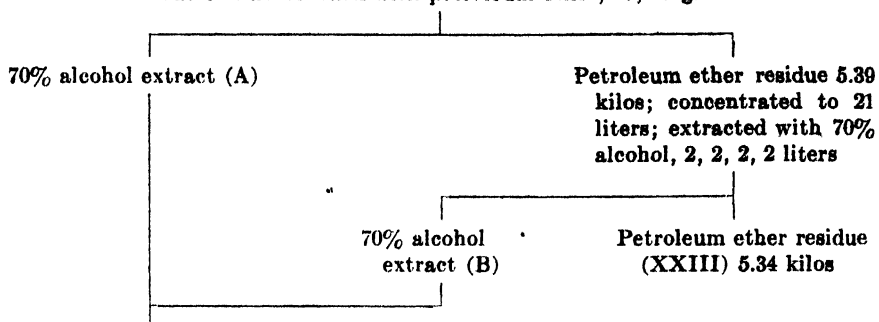 70% alcohol extract (A)
Petroleum ether residue 5.39
kilos; concentrated to 21
liters; extracted with 70%
alcohol, 2, 2, 2, 2 liters
70% alcohol
extract (B)
Petroleum ether residue
(XXIII) 5.34 kilos